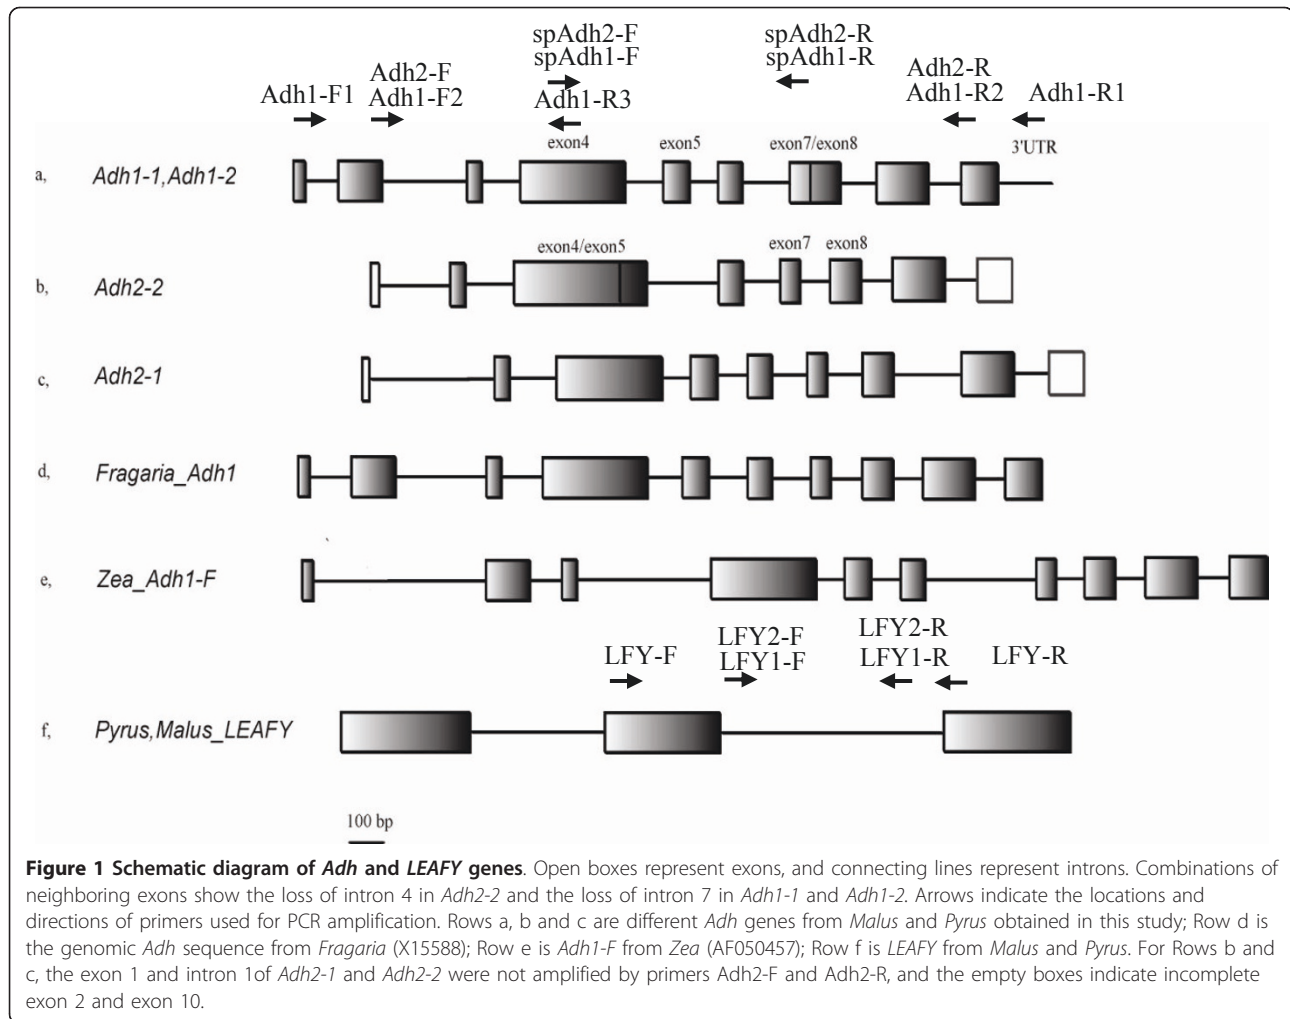 spAdh2-F
spAdh1-F
spAdh2-R
spAdh1-R
Adh1-F1
Adh2-F
Adh1-F2
Adh1-R3
Adh2-R
Adh1-R2
Adh1-R1
exon4
exon5
exon7/exon8
3'UTR
a, Adh1-1,Adh1-2
exon4/exon5
exon7
exon8
b, Adh2-2
c, Adh2-1
d, Fragaria_Adh1
e, Zea_Adh1-F
LFY-F
LFY2-F
LFY1-F
LFY2-R
LFY1-R
LFY-R
f, Pyrus,Malus_LEAFY
100 bp
Figure 1 Schematic diagram of Adh and LEAFY genes. Open boxes represent exons, and connecting lines represent introns. Combinations of
neighboring exons show the loss of intron 4 in Adh2-2 and the loss of intron 7 in Adh1-1 and Adh1-2. Arrows indicate the locations and
directions of primers used for PCR amplification. Rows a, b and c are different Adh genes from Malus and Pyrus obtained in this study; Row d is
the genomic Adh sequence from Fragaria (X15588); Row e is Adh1-F from Zea (AF050457); Row f is LEAFY from Malus and Pyrus. For Rows b and
c, the exon 1 and intron 1of Adh2-1 and Adh2-2 were not amplified by primers Adh2-F and Adh2-R, and the empty boxes indicate incomplete
exon 2 and exon 10.